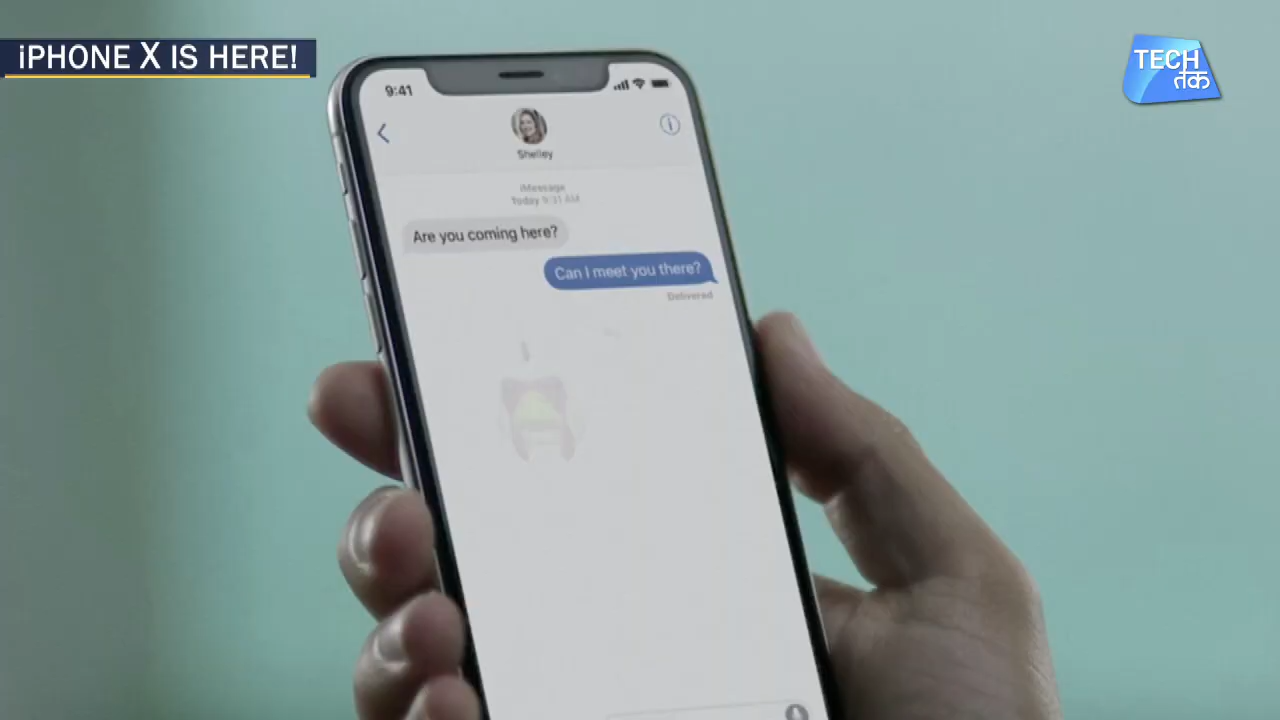 iPHONE X IS HERE!
TECH
तक
9:41
Shelley
iMessage
Today 9:31 AM
Are you coming here?
Can I meet you there?
Delivered